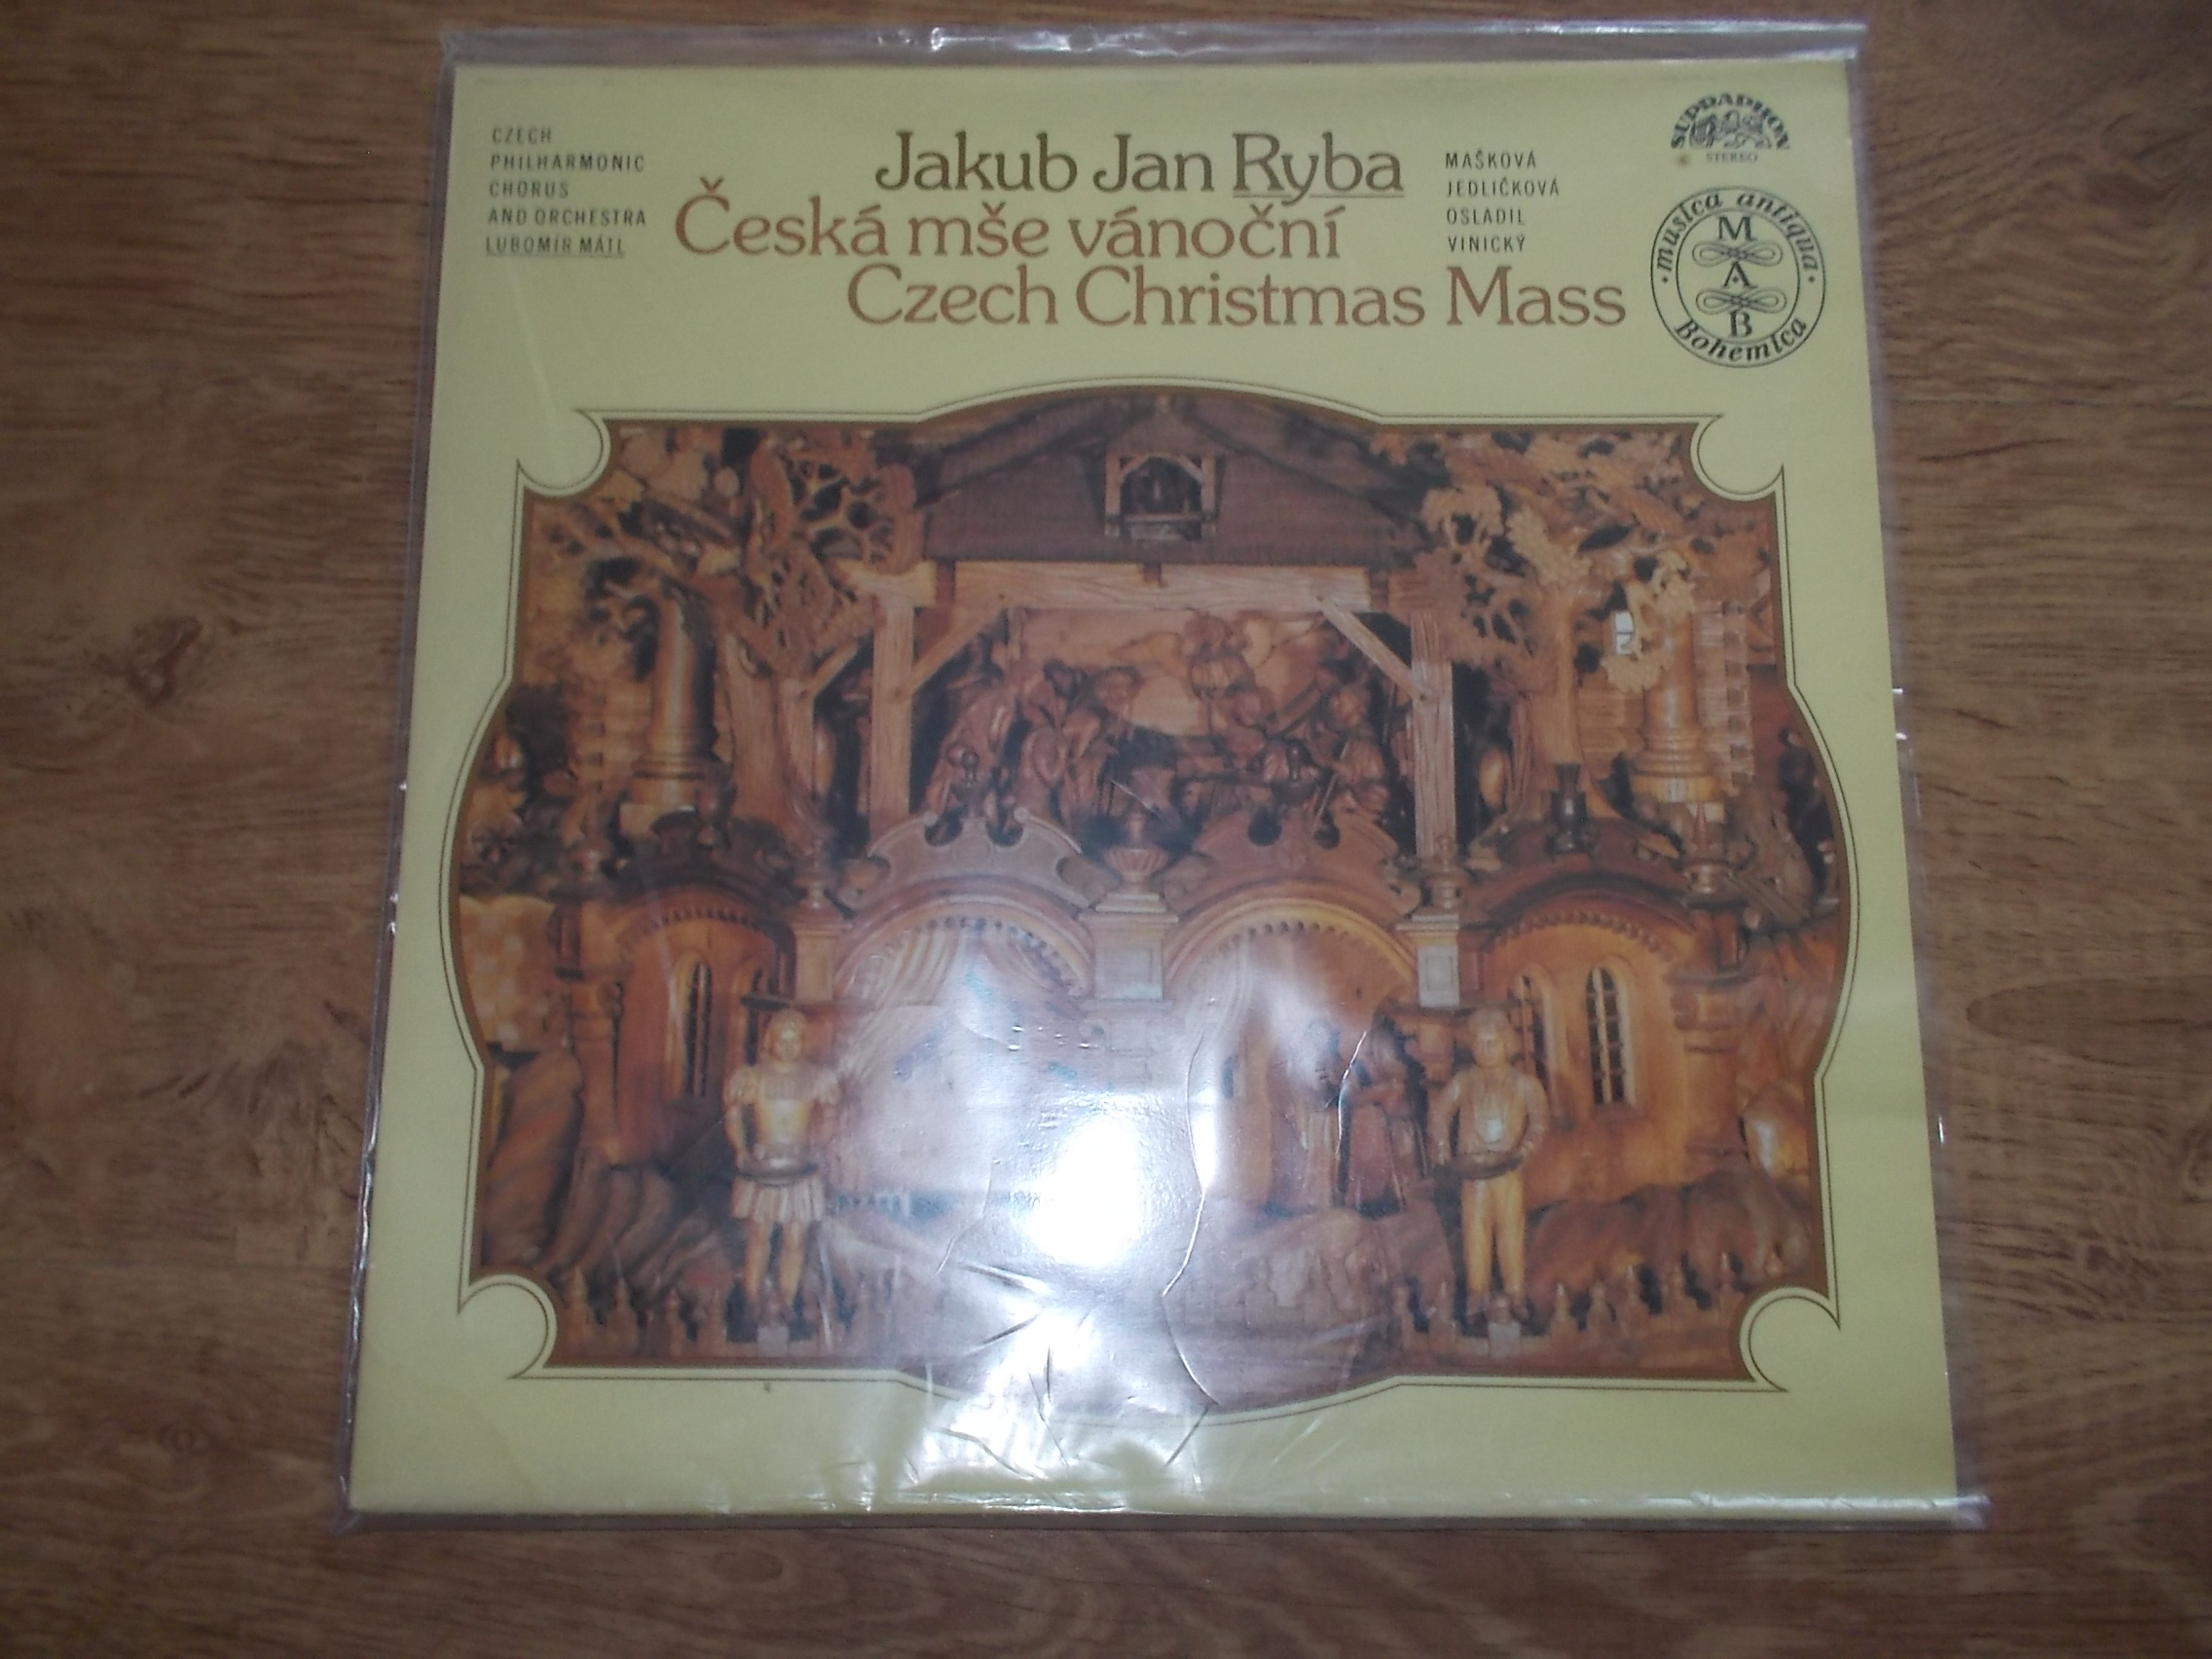 CZECH
PHILHARMONIC
CHORUS
AND ORCHESTRA
LUBOMÍR MÁTL
Jakub Jan Ryba
Česká mše vánoční
Czech Christmas Mass
MAŠKOVÁ
JEDLIČKOVÁ
OSLADIL
VINICKÝ
SUPRAPHON
STEREO
musica antiqua
M
A
B
Bohemica